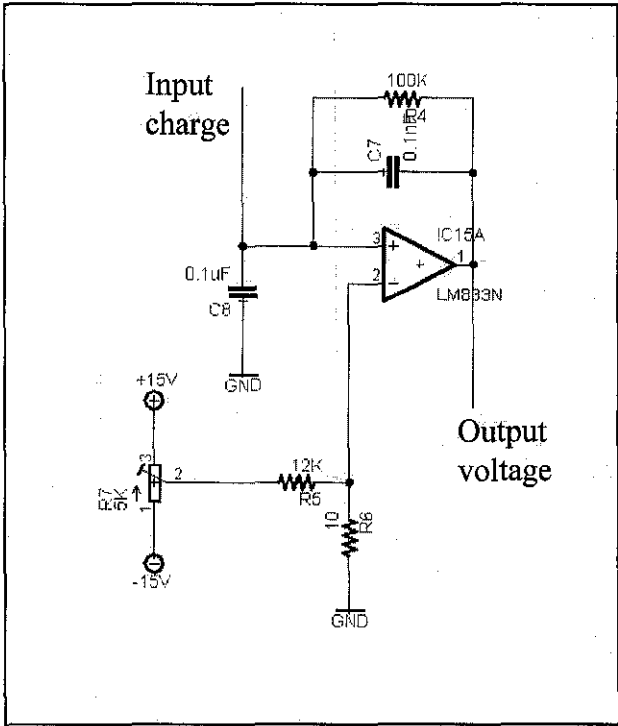 Input
charge
100K
R4
C7
0.1n
IC15A
3
+
1
2
-
+
LM833N
0.1uF
C8
GND
+15V
+
3
2
R7
5K
1
-
-15V
12K
R5
10
R6
GND
Output
voltage